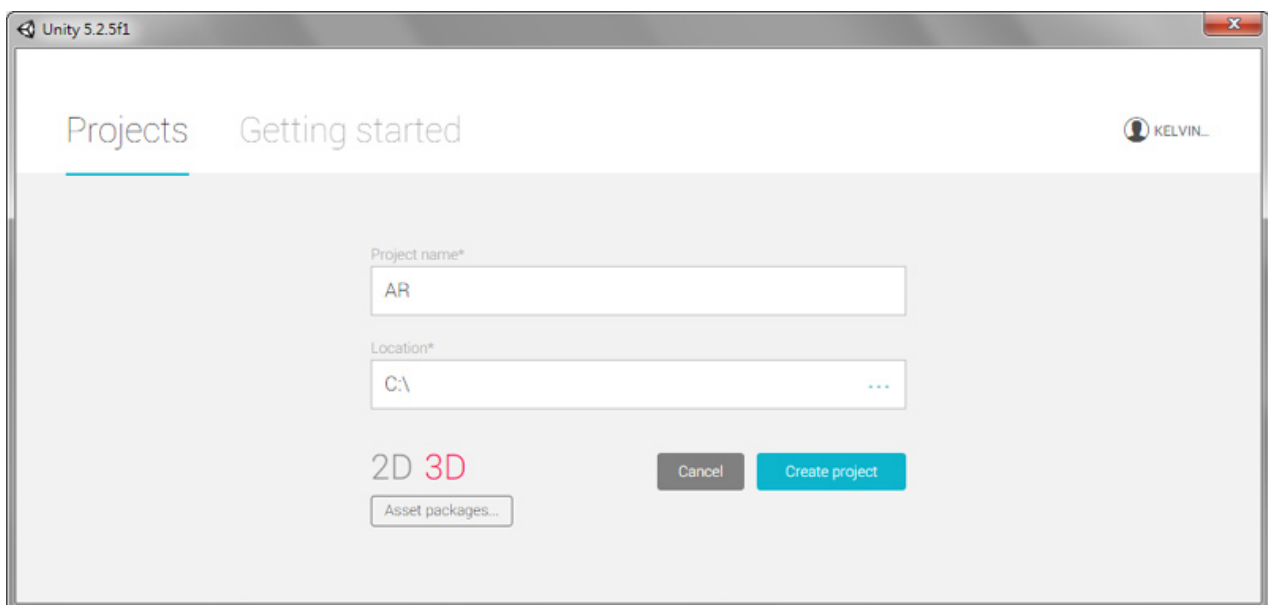 Unity 5.2.5f1
Projects Getting started KELVIN...
Project name*
AR
Location*
C:\ ...
2D 3D Cancel Create project
Asset packages...